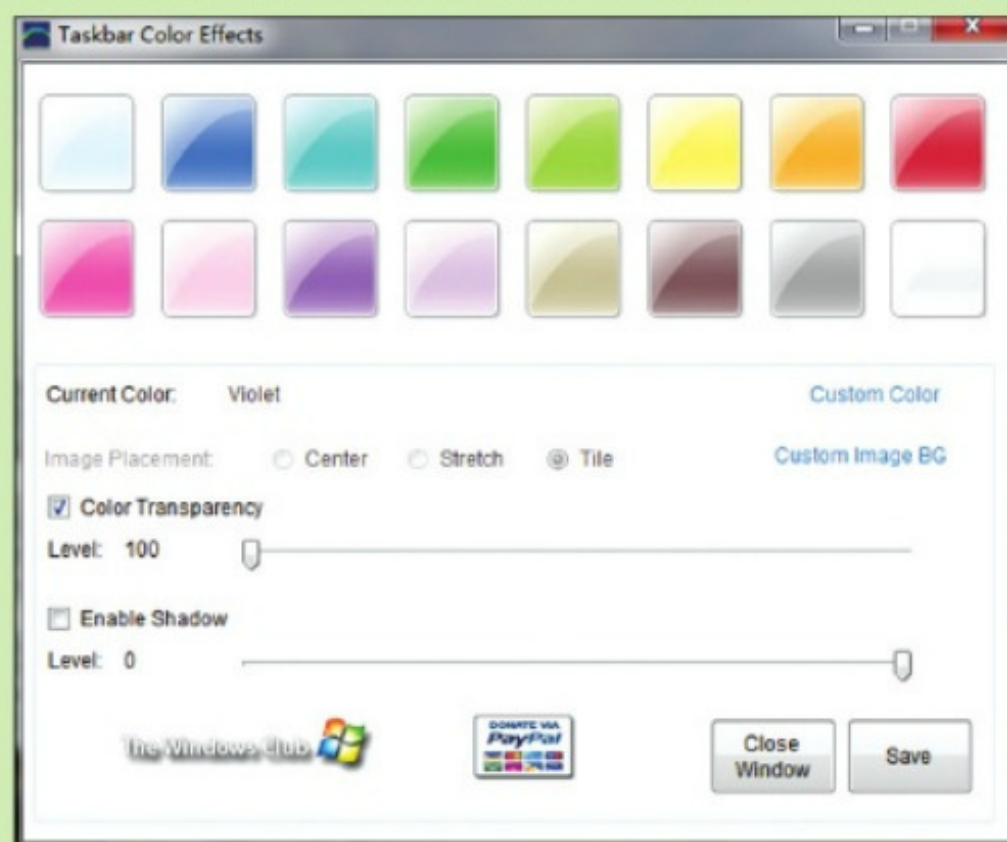 Taskbar Color Effects
Current Color: Violet Custom Color
Image Placement: Center Stretch Tile Custom Image BG
Color Transparency
Level: 100
Enable Shadow
Level: 0
The Windows Club
DONATE VIA
PayPal
Close
Window
Save